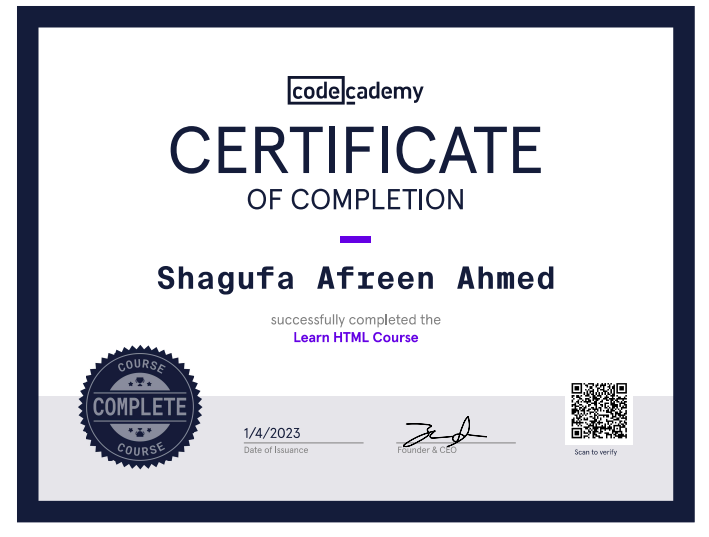 codecademy
CERTIFICATE
OF COMPLETION
Shagufa Afreen Ahmed
successfully completed the
Learn HTML Course
COURSE
COMPLETE
COURSE
1/4/2023
Date of Issuance
Founder & CEO
Scan to verify